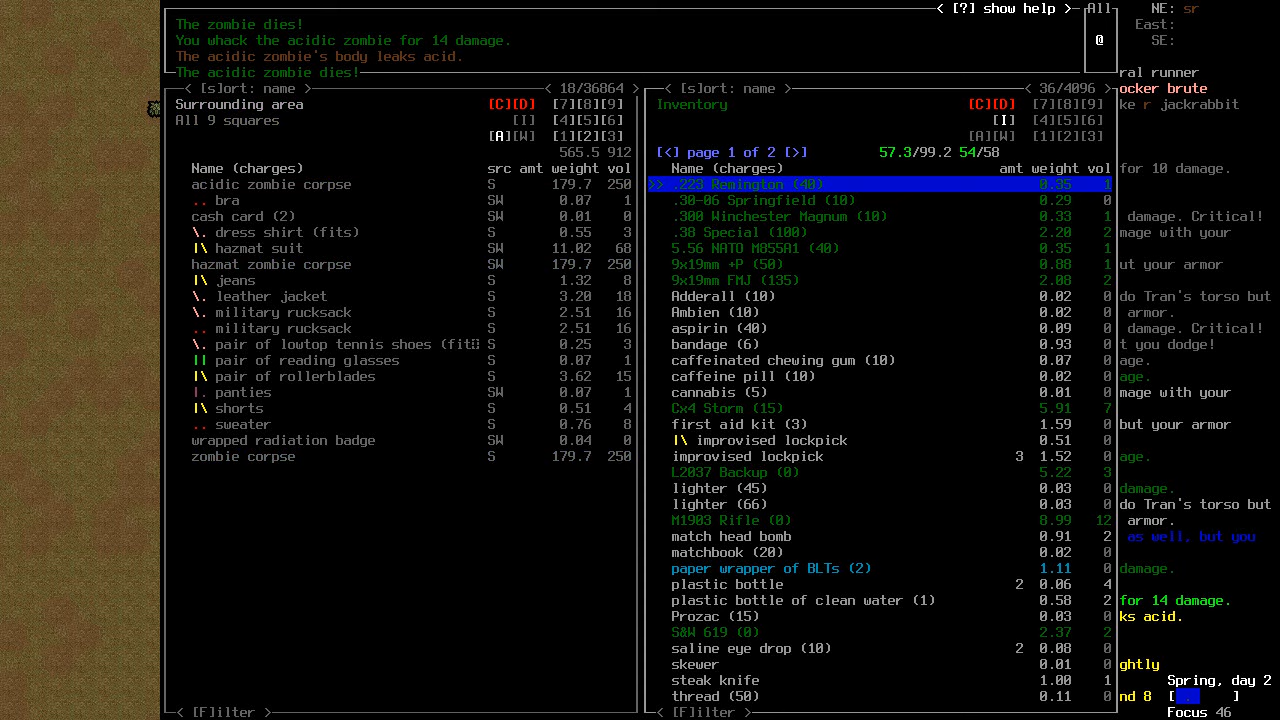 < [?] show help >
The zombie dies!
You whack the acidic zombie for 14 damage.
The acidic zombie's body leaks acid.
The acidic zombie dies!
All
@
NE: sr
East:
SE:
< [s]ort: name > < 18/36864 >
Surrounding area [C][D] [7][8][9]
All 9 squares [I] [4][5][6]
[A][W] [1][2][3]
565.5 912
Name (charges) src amt weight vol
acidic zombie corpse S 179.7 250
.. bra SW 0.07 1
cash card (2) SW 0.01 0
\. dress shirt (fits) S 0.55 3
|\ hazmat suit SW 11.02 68
hazmat zombie corpse SW 179.7 250
|\ jeans S 1.32 8
\. leather jacket S 3.20 18
\. military rucksack S 2.51 16
.. military rucksack S 2.51 16
\. pair of lowtop tennis shoes (fit S 0.25 3
|| pair of reading glasses S 0.07 1
|\ pair of rollerblades S 3.62 15
|. panties SW 0.07 1
|\ shorts S 0.51 4
.. sweater S 0.76 8
wrapped radiation badge SW 0.04 0
zombie corpse S 179.7 250
< [F]ilter >
< [s]ort: name > < 36/4096 >
Inventory [C][D] [7][8][9]
[I] [4][5][6]
[A][W] [1][2][3]
[<] page 1 of 2 [>] 57.3/99.2 54/58
Name (charges) amt weight vol
>> .223 Remington (40) 0.35 1
.30-06 Springfield (10) 0.29 0
.300 Winchester Magnum (10) 0.33 1
.38 Special (100) 2.20 2
5.56 NATO M855A1 (40) 0.35 1
9x19mm +P (50) 0.88 1
9x19mm FMJ (135) 2.08 2
Adderall (10) 0.02 0
Ambien (10) 0.02 0
aspirin (40) 0.09 0
bandage (6) 0.93 0
caffeinated chewing gum (10) 0.07 0
caffeine pill (10) 0.02 0
cannabis (5) 0.01 0
Cx4 Storm (15) 5.91 7
first aid kit (3) 1.59 0
|\ improvised lockpick 0.51 0
improvised lockpick 3 1.52 0
L2037 Backup (0) 5.22 3
lighter (45) 0.03 0
lighter (66) 0.03 0
M1903 Rifle (0) 8.99 12
match head bomb 0.91 2
matchbook (20) 0.02 0
paper wrapper of BLTs (2) 1.11 0
plastic bottle 2 0.06 4
plastic bottle of clean water (1) 0.58 2
Prozac (15) 0.03 0
S&W 619 (0) 2.37 2
saline eye drop (10) 2 0.08 0
skewer 0.01 0
steak knife 1.00 1
thread (50) 0.11 0
< [F]ilter >
ral runner
ocker brute
ke r jackrabbit
for 10 damage.
damage. Critical!
mage with your
ut your armor
do Tran's torso but
armor.
damage. Critical!
t you dodge!
age.
age.
mage with your
but your armor
age.
damage.
do Tran's torso but
armor.
as well, but you
damage.
for 14 damage.
ks acid.
ghtly
Spring, day 2
nd 8 [ . ]
Focus 46